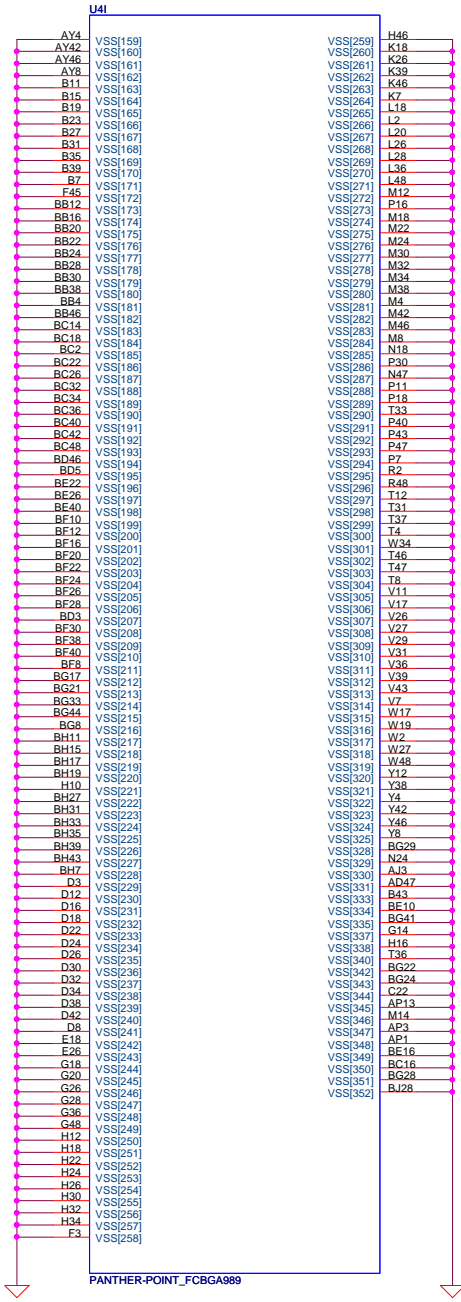 U4I
AY4 VSS[159]
AY42 VSS[160]
AY46 VSS[161]
AY8 VSS[162]
B11 VSS[163]
B15 VSS[164]
B19 VSS[165]
B23 VSS[166]
B27 VSS[167]
B31 VSS[168]
B35 VSS[169]
B39 VSS[170]
B7 VSS[171]
F45 VSS[172]
BB12 VSS[173]
BB16 VSS[174]
BB20 VSS[175]
BB22 VSS[176]
BB24 VSS[177]
BB28 VSS[178]
BB30 VSS[179]
BB38 VSS[180]
BB4 VSS[181]
BB46 VSS[182]
BC14 VSS[183]
BC18 VSS[184]
BC2 VSS[185]
BC22 VSS[186]
BC26 VSS[187]
BC32 VSS[188]
BC34 VSS[189]
BC36 VSS[190]
BC40 VSS[191]
BC42 VSS[192]
BC48 VSS[193]
BD46 VSS[194]
BD5 VSS[195]
BE22 VSS[196]
BE26 VSS[197]
BE40 VSS[198]
BF10 VSS[199]
BF12 VSS[200]
BF16 VSS[201]
BF20 VSS[202]
BF22 VSS[203]
BF24 VSS[204]
BF26 VSS[205]
BF28 VSS[206]
BD3 VSS[207]
BF30 VSS[208]
BF38 VSS[209]
BF40 VSS[210]
BF8 VSS[211]
BG17 VSS[212]
BG21 VSS[213]
BG33 VSS[214]
BG44 VSS[215]
BG8 VSS[216]
BH11 VSS[217]
BH15 VSS[218]
BH17 VSS[219]
BH19 VSS[220]
H10 VSS[221]
BH27 VSS[222]
BH31 VSS[223]
BH33 VSS[224]
BH35 VSS[225]
BH39 VSS[226]
BH43 VSS[227]
BH7 VSS[228]
D3 VSS[229]
D12 VSS[230]
D16 VSS[231]
D18 VSS[232]
D22 VSS[233]
D24 VSS[234]
D26 VSS[235]
D30 VSS[236]
D32 VSS[237]
D34 VSS[238]
D38 VSS[239]
D42 VSS[240]
D8 VSS[241]
E18 VSS[242]
E26 VSS[243]
G18 VSS[244]
G20 VSS[245]
G26 VSS[246]
G28 VSS[247]
G36 VSS[248]
G48 VSS[249]
H12 VSS[250]
H18 VSS[251]
H22 VSS[252]
H24 VSS[253]
H26 VSS[254]
H30 VSS[255]
H32 VSS[256]
H34 VSS[257]
F3 VSS[258]
VSS[259] H46
VSS[260] K18
VSS[261] K26
VSS[262] K39
VSS[263] K46
VSS[264] K7
VSS[265] L18
VSS[266] L2
VSS[267] L20
VSS[268] L26
VSS[269] L28
VSS[270] L36
VSS[271] L48
VSS[272] M12
VSS[273] P16
VSS[274] M18
VSS[275] M22
VSS[276] M24
VSS[277] M30
VSS[278] M32
VSS[279] M34
VSS[280] M38
VSS[281] M4
VSS[282] M42
VSS[283] M46
VSS[284] M8
VSS[285] N18
VSS[286] P30
VSS[287] N47
VSS[288] P11
VSS[289] P18
VSS[290] T33
VSS[291] P40
VSS[292] P43
VSS[293] P47
VSS[294] P7
VSS[295] R2
VSS[296] R48
VSS[297] T12
VSS[298] T31
VSS[299] T37
VSS[300] T4
VSS[301] W34
VSS[302] T46
VSS[303] T47
VSS[304] T8
VSS[305] V11
VSS[306] V17
VSS[307] V26
VSS[308] V27
VSS[309] V29
VSS[310] V31
VSS[311] V36
VSS[312] V39
VSS[313] V43
VSS[314] V7
VSS[315] W17
VSS[316] W19
VSS[317] W2
VSS[318] W27
VSS[319] W48
VSS[320] Y12
VSS[321] Y38
VSS[322] Y4
VSS[323] Y42
VSS[324] Y46
VSS[325] Y8
VSS[328] BG29
VSS[329] N24
VSS[330] AJ3
VSS[331] AD47
VSS[333] B43
VSS[334] BE10
VSS[335] BG41
VSS[337] G14
VSS[338] H16
VSS[340] T36
VSS[342] BG22
VSS[343] BG24
VSS[344] C22
VSS[345] AP13
VSS[346] M14
VSS[347] AP3
VSS[348] AP1
VSS[349] BE16
VSS[350] BC16
VSS[351] BG28
VSS[352] BJ28
PANTHER-POINT_FCBGA989